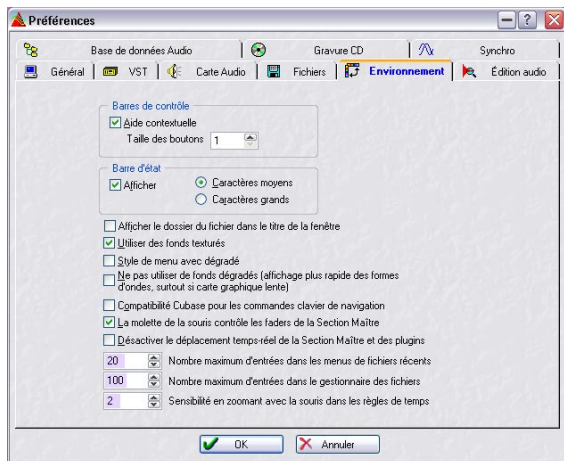 Préférences
Base de données Audio
Gravure CD
Synchro
Général
VST
Carte Audio
Fichiers
Environnement
Édition audio
Barres de contrôle
Aide contextuelle
Taille des boutons 1
Barre d'état
Afficher
Caractères moyens
Caractères grands
Afficher le dossier du fichier dans le titre de la fenêtre
Utiliser des fonds texturés
Style de menu avec dégradé
Ne pas utiliser de fonds dégradés (affichage plus rapide des formes
d'ondes, surtout si carte graphique lente)
Compatibilité Cubase pour les commandes clavier de navigation
La molette de la souris contrôle les faders de la Section Maître
Désactiver le déplacement temps-réel de la Section Maître et des plugins
20 Nombre maximum d'entrées dans les menus de fichiers récents
100 Nombre maximum d'entrées dans le gestionnaire des fichiers
2 Sensibilité en zoomant avec la souris dans les règles de temps
OK
Annuler